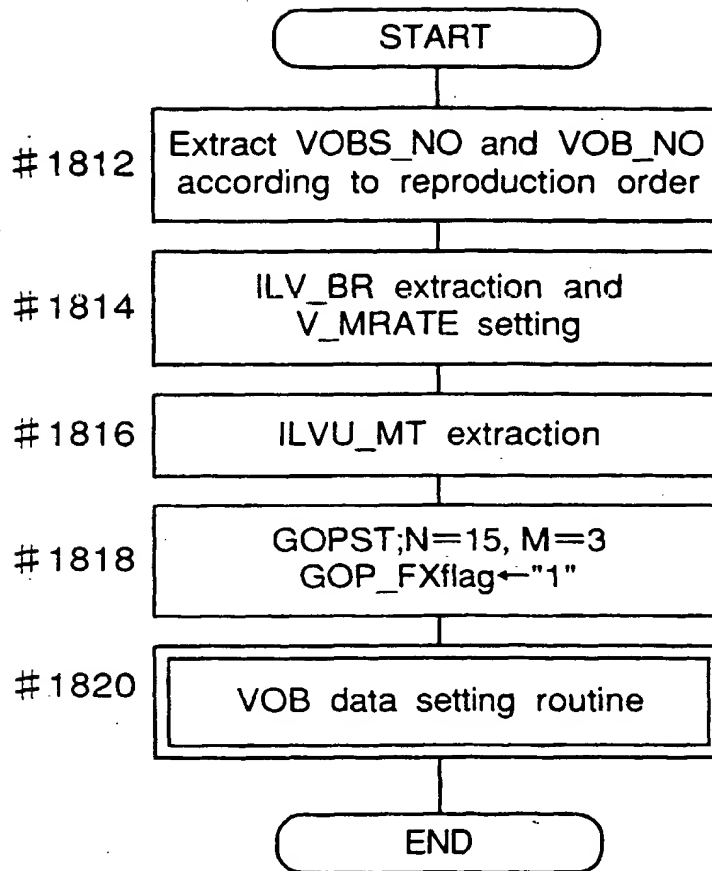 START
#1812
Extract VOBS_NO and VOB_NO
according to reproduction order
#1814
ILV_BR extraction and
V_MRATE setting
#1816
ILVU_MT extraction
#1818
GOPST;N=15, M=3
GOP_FXflag←"1"
#1820
VOB data setting routine
END